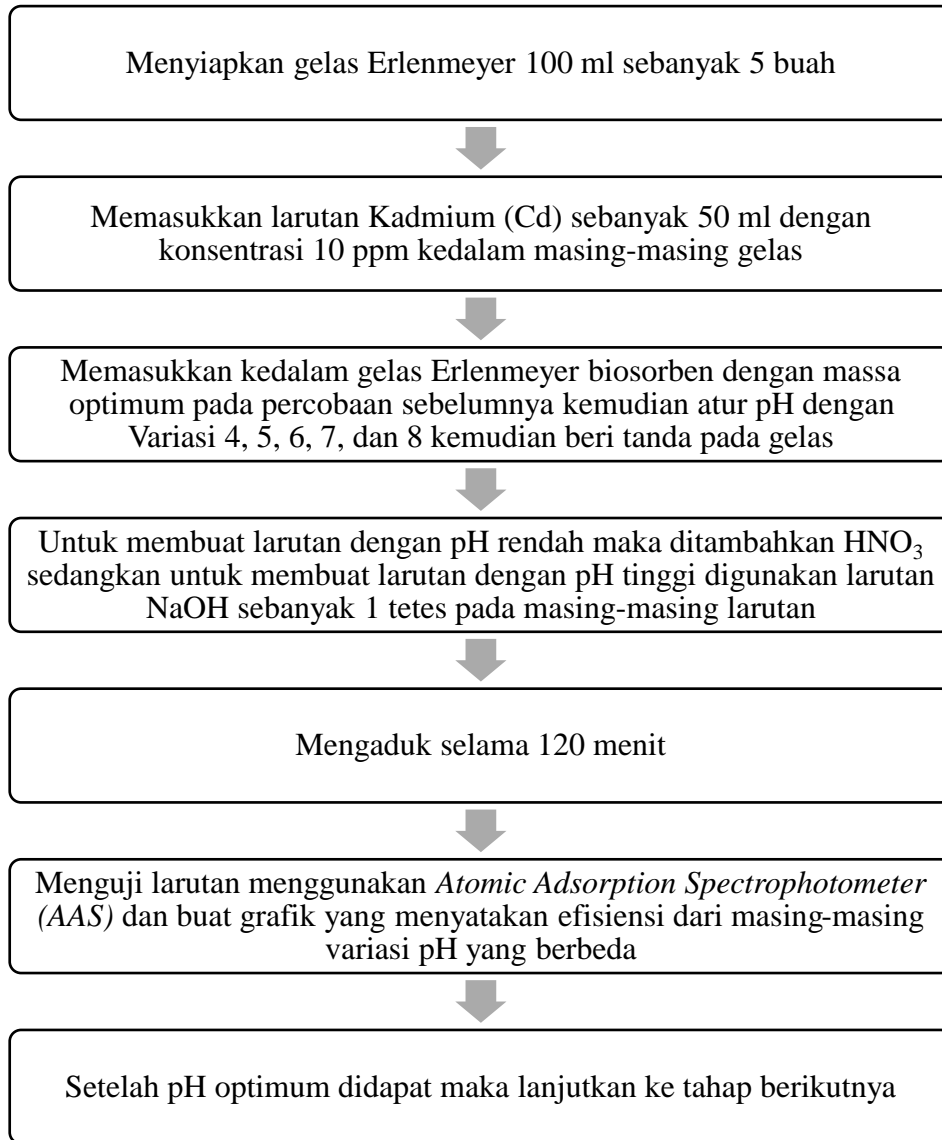 Menyiapkan gelas Erlenmeyer 100 ml sebanyak 5 buah
Memasukkan larutan Kadmium (Cd) sebanyak 50 ml dengan
konsentrasi 10 ppm kedalam masing-masing gelas
Memasukkan kedalam gelas Erlenmeyer biosorben dengan massa
optimum pada percobaan sebelumnya kemudian atur pH dengan
Variasi 4, 5, 6, 7, dan 8 kemudian beri tanda pada gelas
Untuk membuat larutan dengan pH rendah maka ditambahkan HNO₃
sedangkan untuk membuat larutan dengan pH tinggi digunakan larutan
NaOH sebanyak 1 tetes pada masing-masing larutan
Mengaduk selama 120 menit
Menguji larutan menggunakan Atomic Adsorption Spectrophotometer
(AAS) dan buat grafik yang menyatakan efisiensi dari masing-masing
variasi pH yang berbeda
Setelah pH optimum didapat maka lanjutkan ke tahap berikutnya